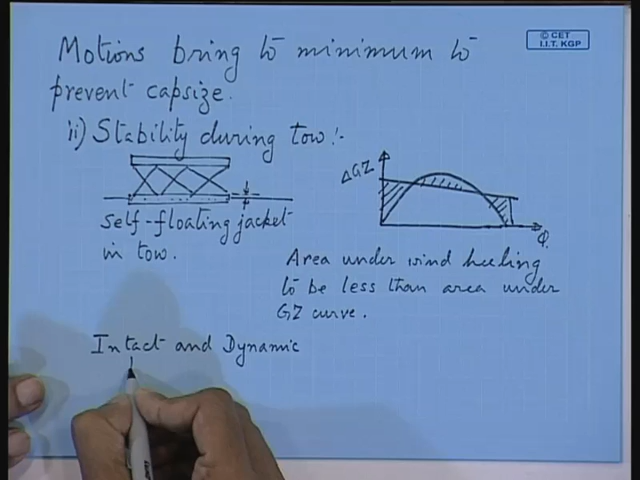 Motions bring to minimum to
© CET
I.I.T. KGP
prevent capsize.
ii) Stability during tow :-
ΔGZ
self-floating jacket
in tow.
φ
Area under wind heeling
to be less than area under
GZ curve.
Intact and Dynamic